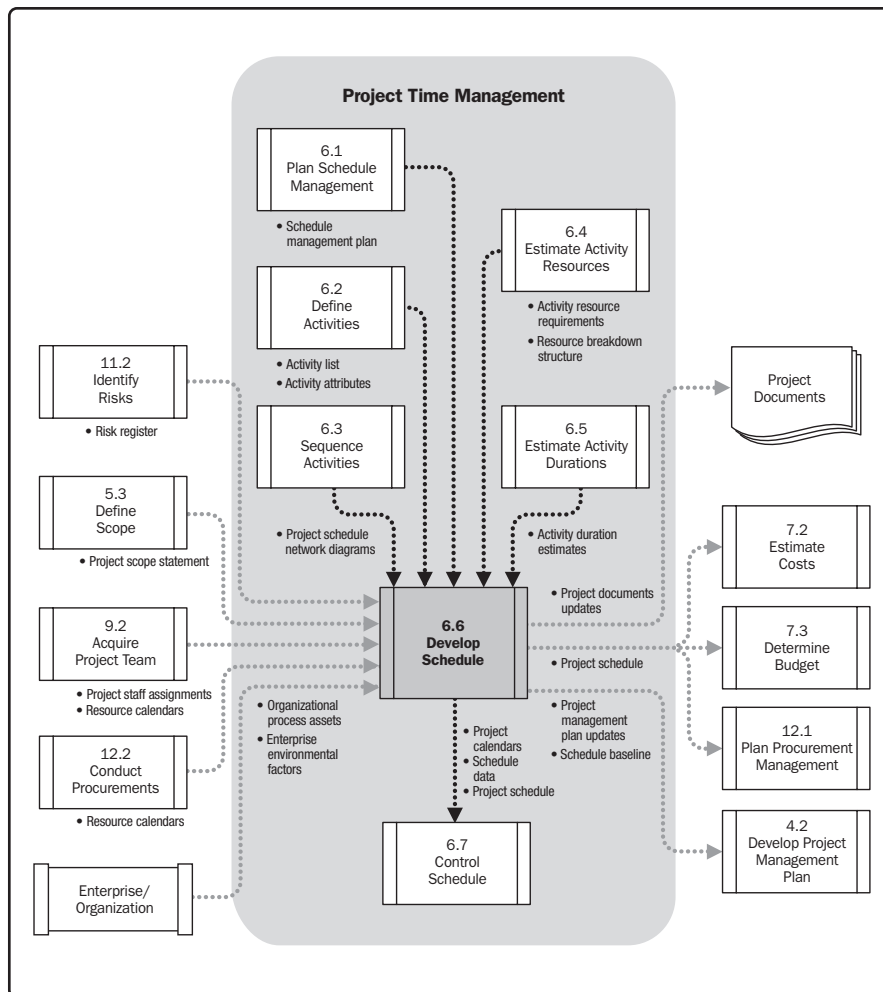 Project Time Management
6.1
Plan Schedule
Management
• Schedule
management plan
6.2
Define
Activities
• Activity list
• Activity attributes
6.3
Sequence
Activities
• Project schedule
network diagrams
6.4
Estimate Activity
Resources
• Activity resource
requirements
• Resource breakdown
structure
6.5
Estimate Activity
Durations
• Activity duration
estimates
11.2
Identify
Risks
• Risk register
5.3
Define
Scope
• Project scope statement
9.2
Acquire
Project Team
• Project staff assignments
• Resource calendars
12.2
Conduct
Procurements
• Resource calendars
Enterprise/
Organization
• Organizational
process assets
• Enterprise
environmental
factors
6.6
Develop
Schedule
• Project
calendars
• Schedule
data
• Project schedule
6.7
Control
Schedule
• Project documents
updates
• Project schedule
• Project
management
plan updates
• Schedule baseline
Project
Documents
7.2
Estimate
Costs
7.3
Determine
Budget
12.1
Plan Procurement
Management
4.2
Develop Project
Management
Plan